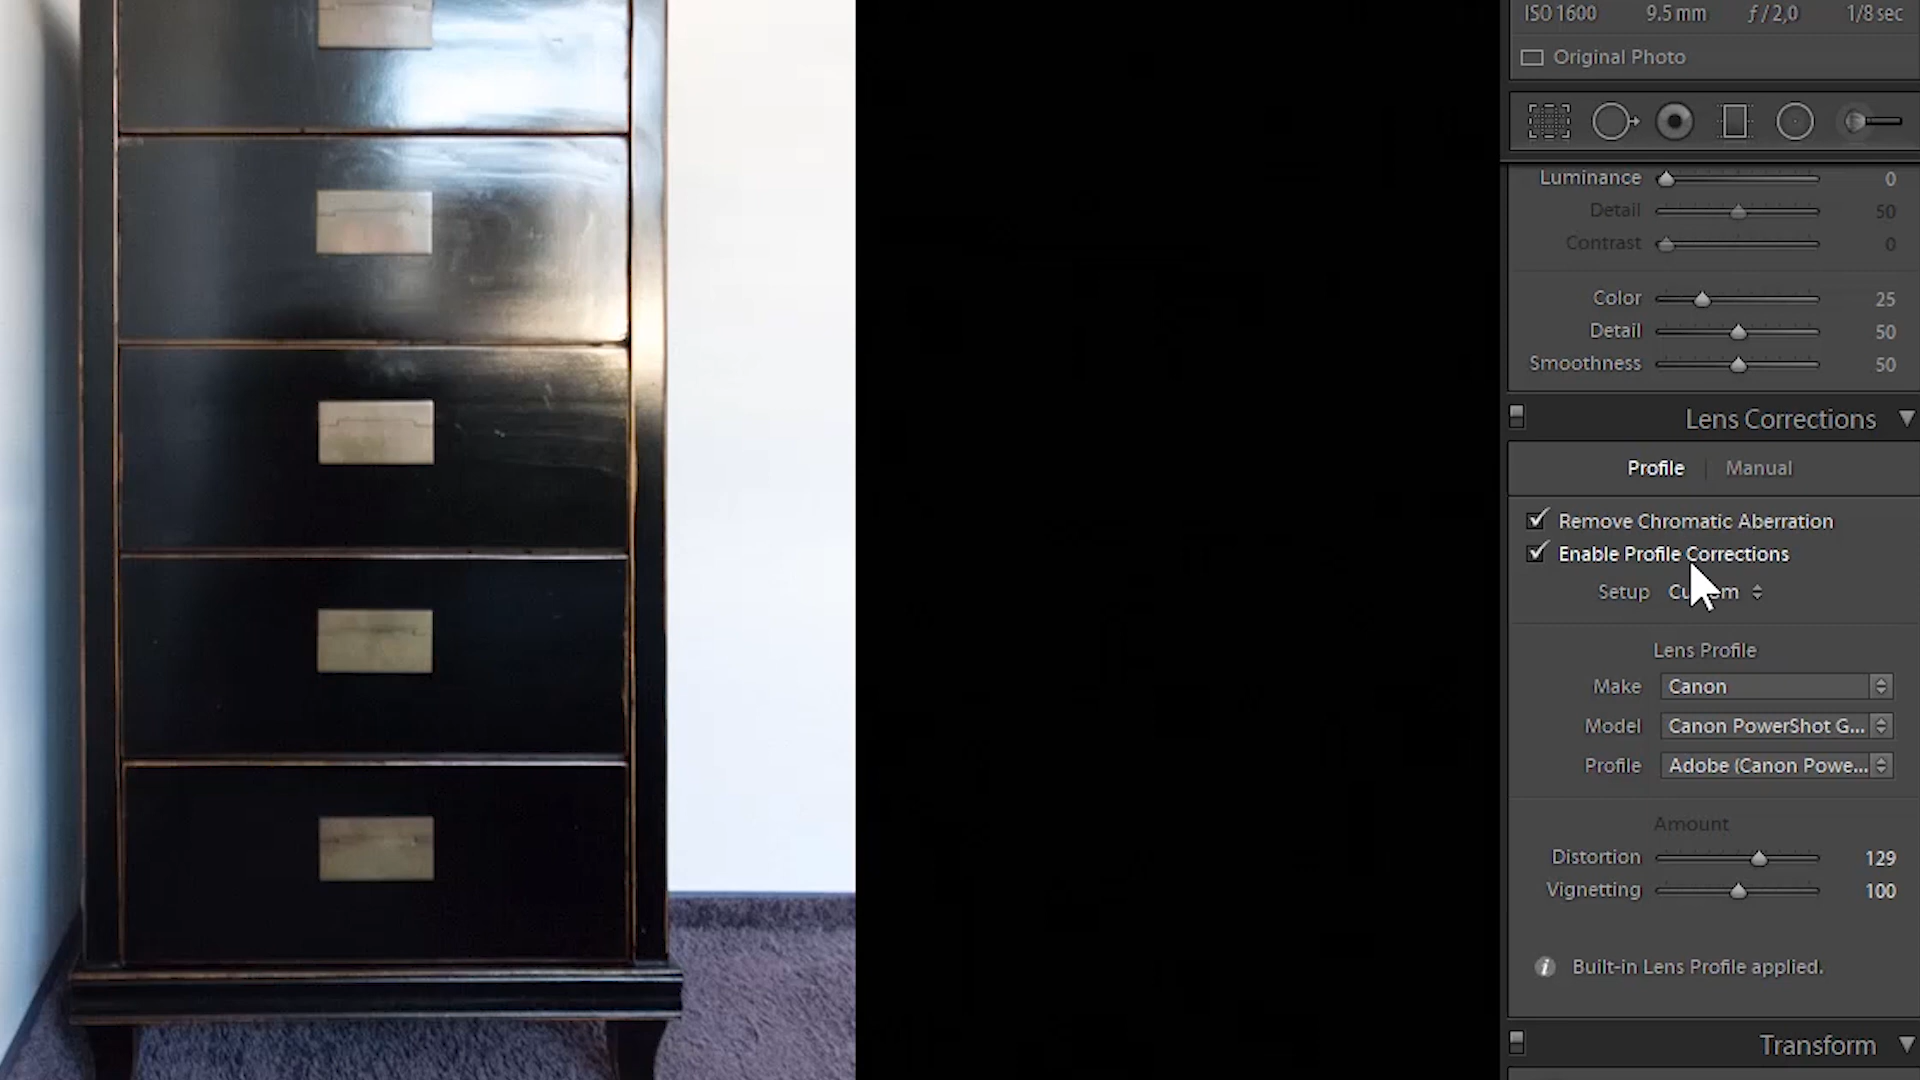 ISO 1600 9.5 mm ƒ / 2,0 1/8 sec
Original Photo
Luminance 0
Detail 50
Contrast 0
Color 25
Detail 50
Smoothness 50
Lens Corrections
Profile | Manual
Remove Chromatic Aberration
Enable Profile Corrections
Setup
Lens Profile
Make Canon
Model Canon PowerShot G...
Profile Adobe (Canon Powe...
Amount
Distortion 129
Vignetting 100
Built-in Lens Profile applied.
Transform